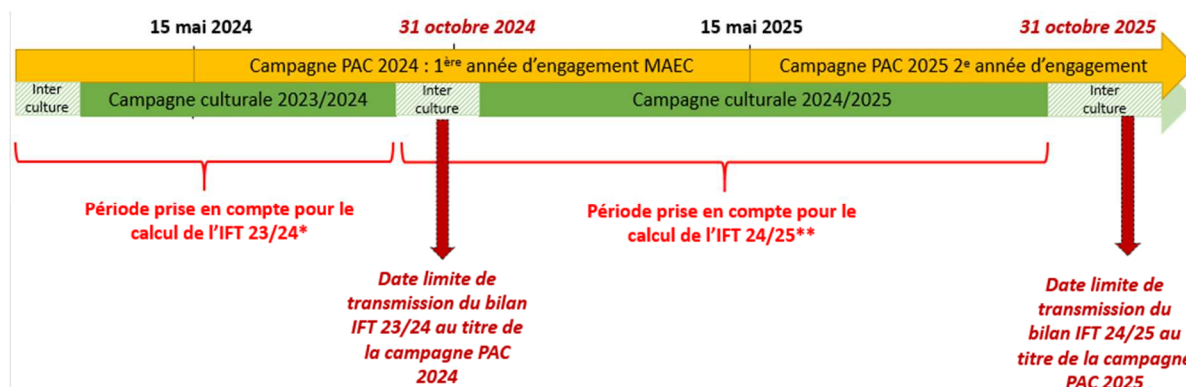 15 mai 2024
31 octobre 2024
15 mai 2025
31 octobre 2025
Campagne PAC 2024 : 1ère année d'engagement MAEC
Campagne PAC 2025 2e année d'engagement
Inter
culture
Campagne culturale 2023/2024
Inter
culture
Campagne culturale 2024/2025
Inter
culture
Période prise en compte pour le
calcul de l'IFT 23/24*
Période prise en compte pour le
calcul de l'IFT 24/25**
Date limite de
transmission du bilan
IFT 23/24 au titre de
la campagne PAC
2024
Date limite de
transmission du
bilan IFT 24/25 au
titre de la campagne
PAC 2025